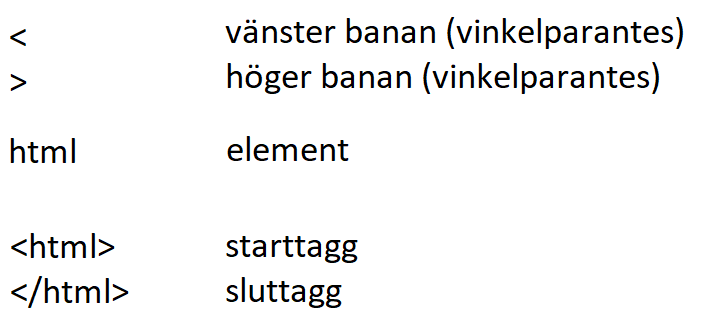 < vänster banan (vinkelparantes)
> höger banan (vinkelparantes)
html element
<html> starttagg
</html> sluttagg